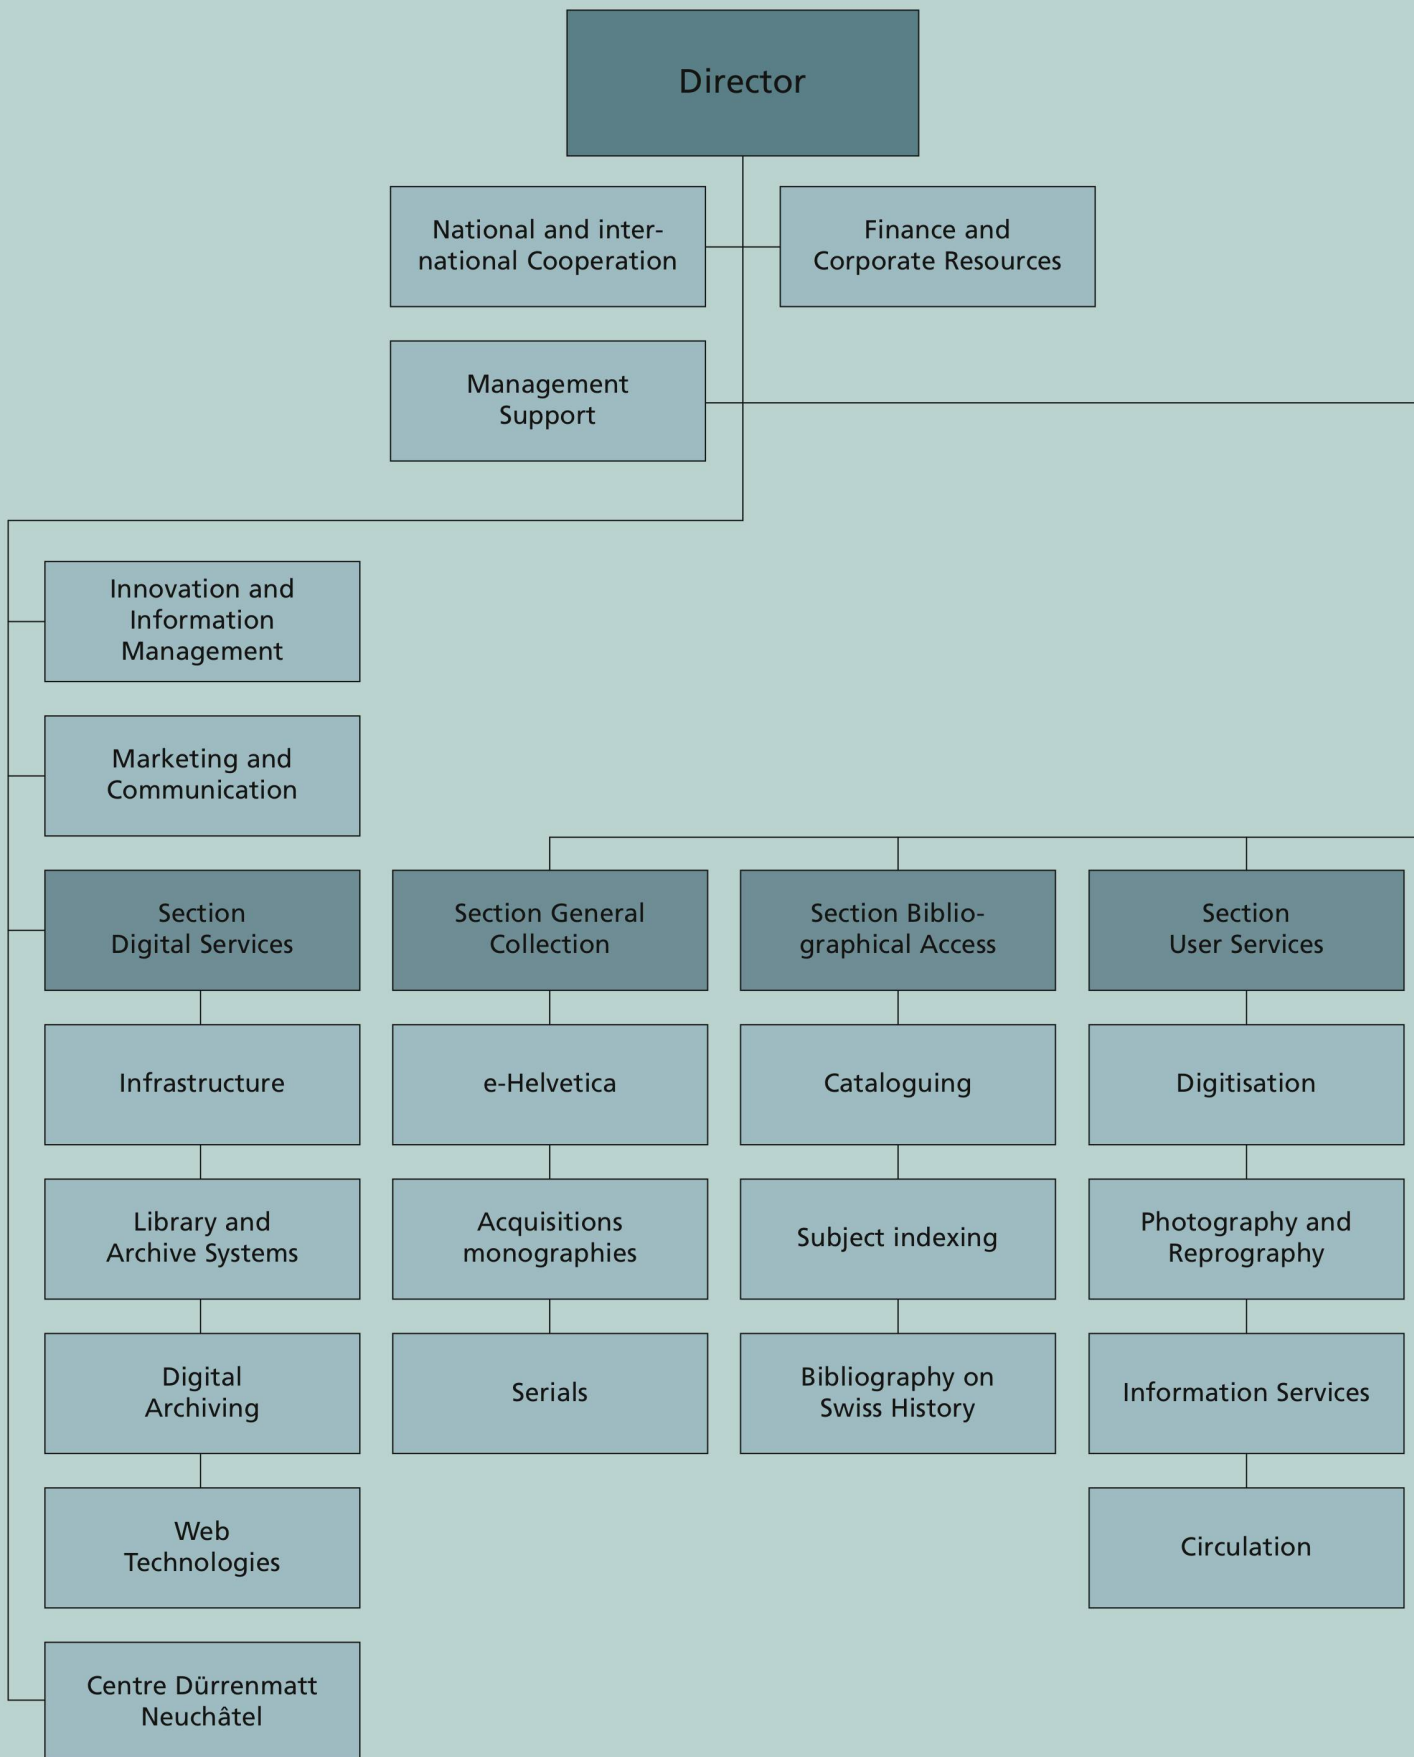 Director
National and inter-
national Cooperation
Finance and
Corporate Resources
Management
Support
Innovation and
Information
Management
Marketing and
Communication
Section
Digital Services
Infrastructure
Library and
Archive Systems
Digital
Archiving
Web
Technologies
Centre Dürrenmatt
Neuchâtel
Section General
Collection
e-Helvetica
Acquisitions
monographies
Serials
Section Biblio-
graphical Access
Cataloguing
Subject indexing
Bibliography on
Swiss History
Section
User Services
Digitisation
Photography and
Reprography
Information Services
Circulation